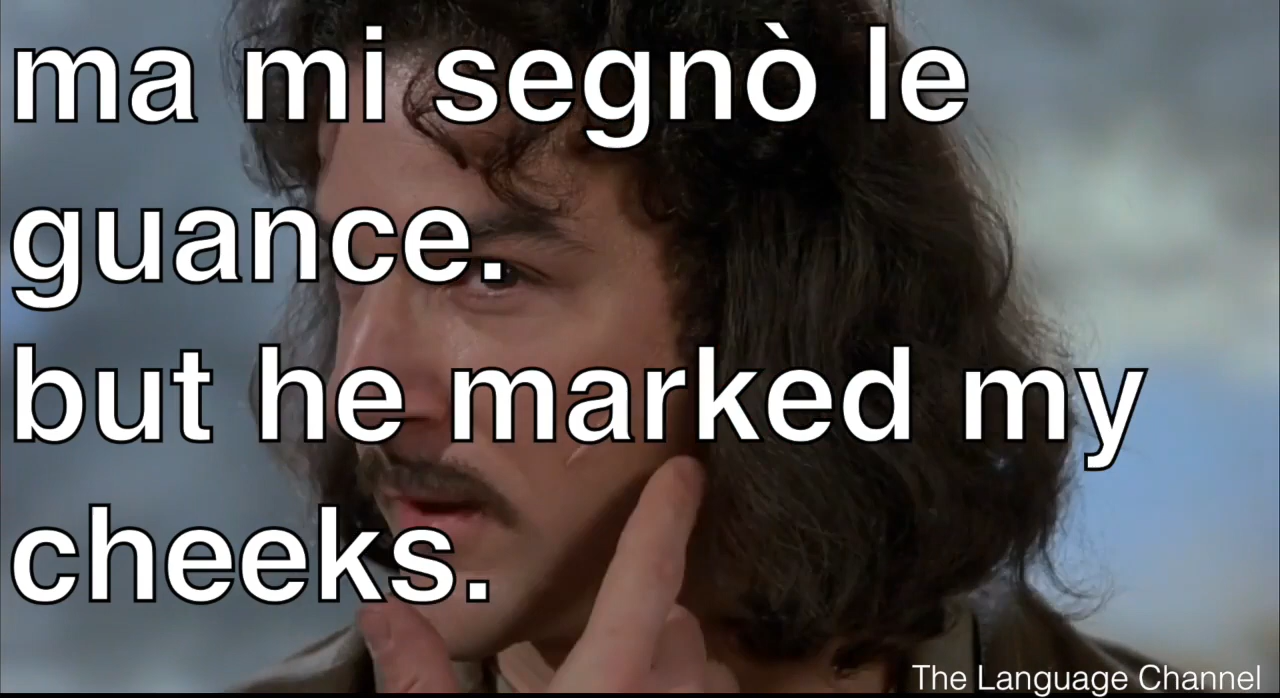 ma mi segnò le
guance.
but he marked my
cheeks.
The Language Channel